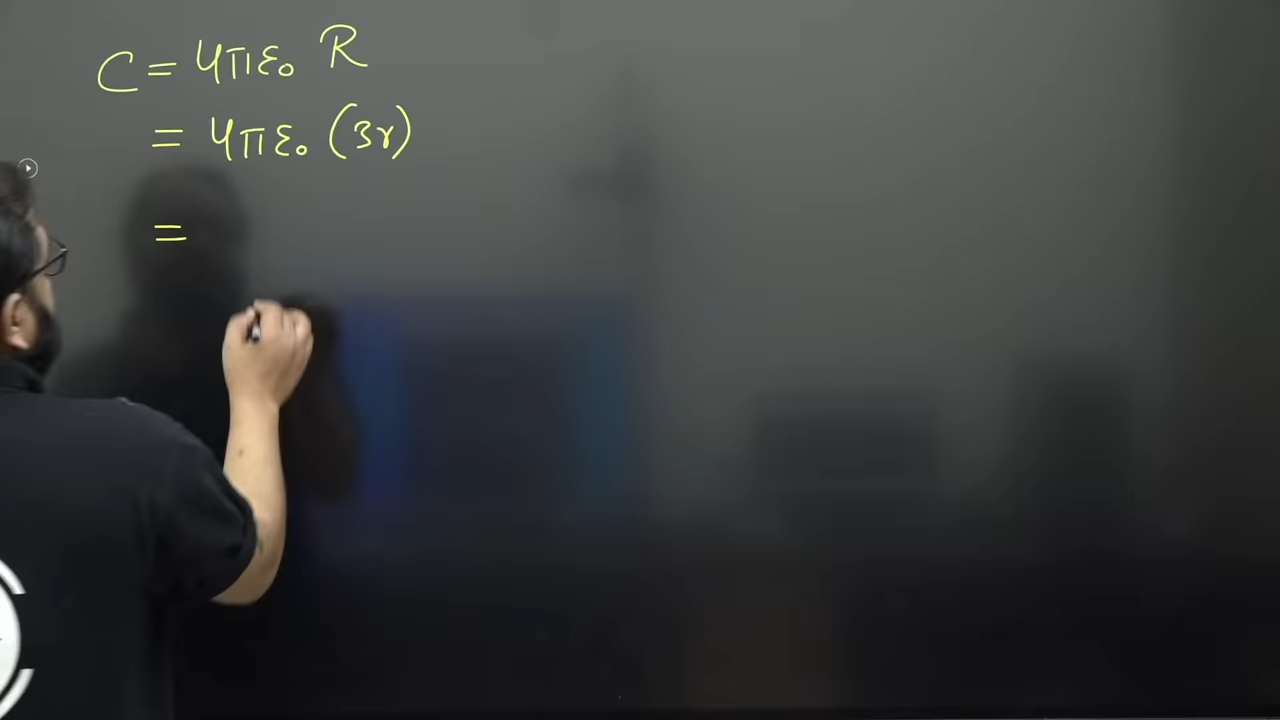 C = 4πε₀ R
= 4πε₀ (3r)
=